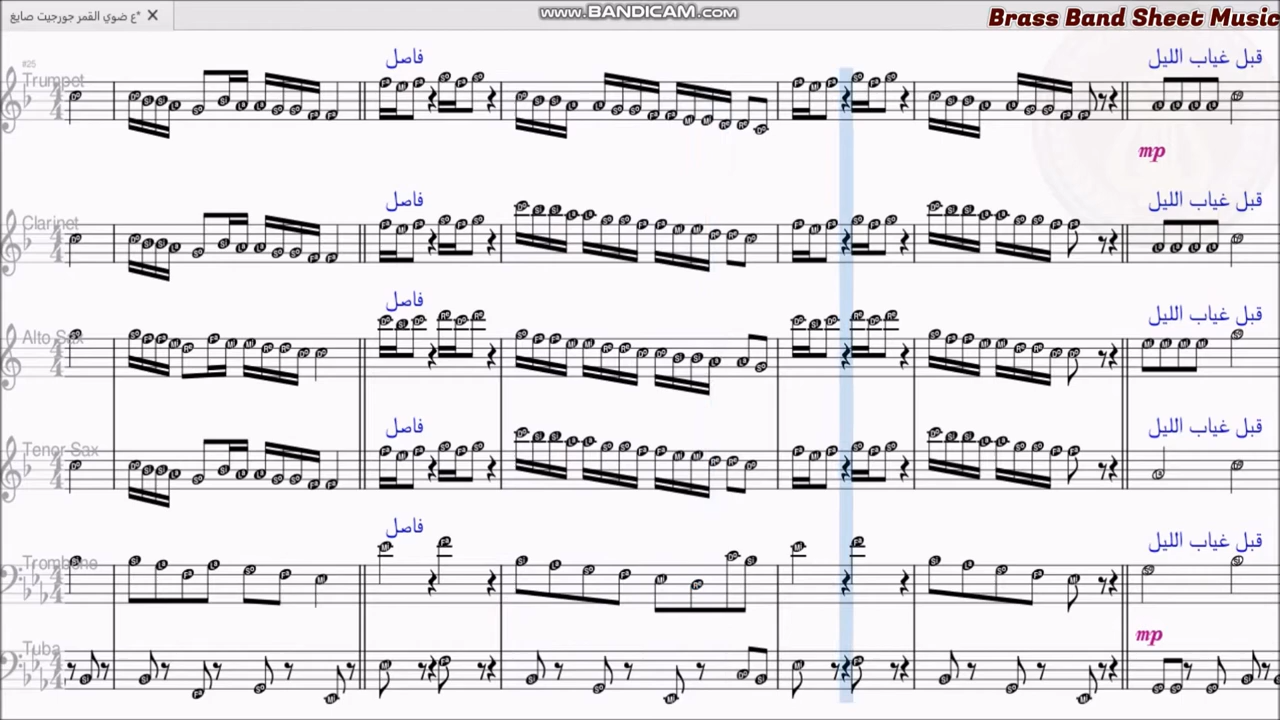 *ع ضوي القمر جورجيت صايغ
WWW.BANDICAM.COM
Brass Band Sheet Music
#25
Trumpet
فاصل
قبل غياب الليل
mp
Clarinet
فاصل
قبل غياب الليل
Alto Sax
فاصل
قبل غياب الليل
Tenor Sax
فاصل
قبل غياب الليل
Trombone
فاصل
قبل غياب الليل
mp
Tuba